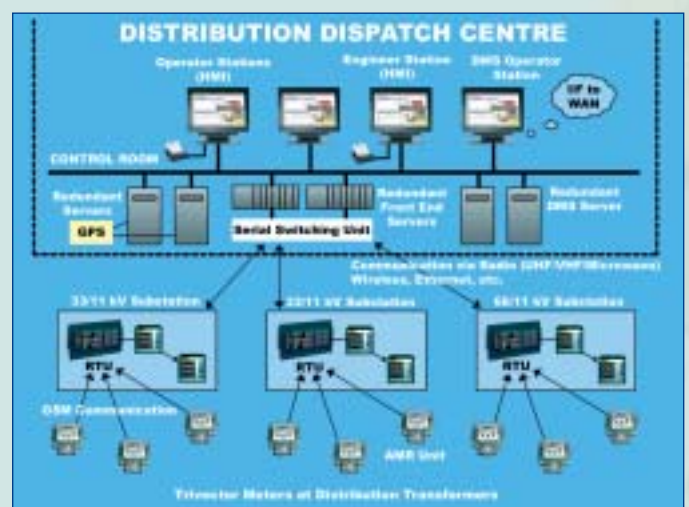 DISTRIBUTION DISPATCH CENTRE
Operator Stations
(HMI)
Engineer Station
(HMI)
DMS Operator
Station
I/F to
WAN
CONTROL ROOM
Redundant
Servers
GPS
Serial Switching Unit
Redundant
Front End
Servers
Redundant
DMS Server
Communication via Radio (UHF/VHF/Microwave)
Wireless, Ethernet, etc.
33/11 kV Substation
33/11 kV Substation
66/11 kV Substation
RTU
RTU
RTU
GSM Communication
AMR Unit
Trivector Meters at Distribution Transformers